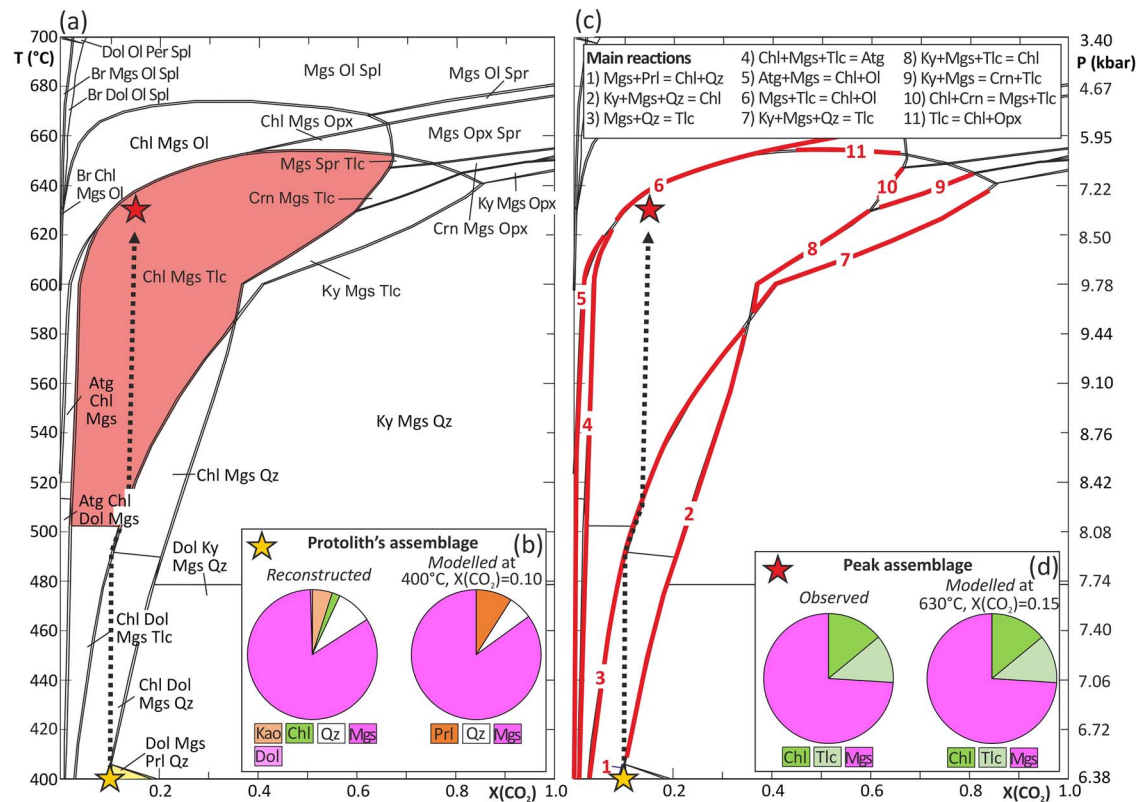 (a)
T (°C)
700
680
660
640
620
600
580
560
540
520
500
480
460
440
420
400
Dol Ol Per Spl
Br Mgs Ol Spl
Br Dol Ol Spl
Mgs Ol Spl
Mgs Ol Spr
Chl Mgs Opx
Chl Mgs Ol
Mgs Opx Spr
Br Chl
Mgs Ol
Mgs Spr Tlc
Crn Mgs Tlc
Ky Mgs Opx
Crn Mgs Opx
Chl Mgs Tlc
Ky Mgs Tlc
Atg
Chl
Mgs
Ky Mgs Qz
Chl Mgs Qz
Atg Chl
Dol Mgs
Dol Ky
Mgs Qz
Chl Dol
Mgs Tlc
Chl Dol
Mgs Qz
Dol Mgs
Prl Qz
(b)
Protolith's assemblage
Reconstructed
Modelled at
400°C, X(CO₂)=0.10
Kao
Chl
Qz
Mgs
Dol
Prl
Qz
Mgs
0.2
0.4
X(CO₂)
0.6
0.8
1.0
(c)
Main reactions
1) Mgs+Prl = Chl+Qz
2) Ky+Mgs+Qz = Chl
3) Mgs+Qz = Tlc
4) Chl+Mgs+Tlc = Atg
5) Atg+Mgs = Chl+Ol
6) Mgs+Tlc = Chl+Ol
7) Ky+Mgs+Qz = Tlc
8) Ky+Mgs+Tlc = Chl
9) Ky+Mgs = Crn+Tlc
10) Chl+Crn = Mgs+Tlc
11) Tlc = Chl+Opx
11
6
10
9
8
7
5
4
2
3
1
(d)
Peak assemblage
Observed
Modelled at
630°C, X(CO₂)=0.15
Chl
Tlc
Mgs
Chl
Tlc
Mgs
0.2
0.4
X(CO₂)
0.6
0.8
1.0
3.40
P (kbar)
4.67
5.95
7.22
8.50
9.78
9.44
9.10
8.76
8.42
8.08
7.74
7.40
7.06
6.72
6.38